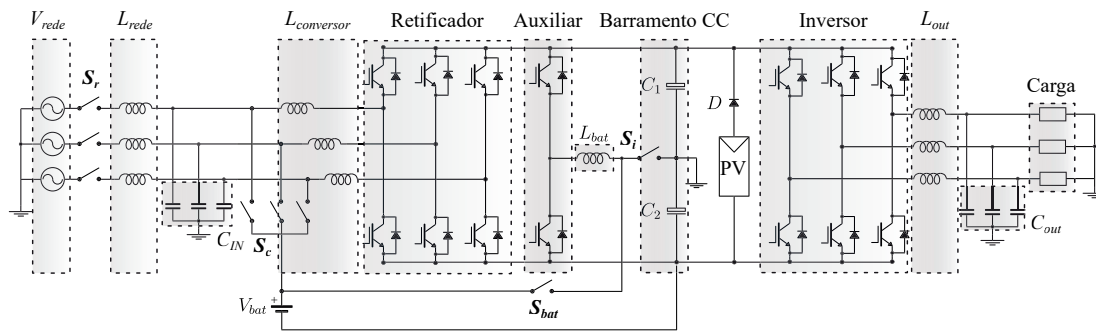 V_rede
L_rede
L_conversor
Retificador
Auxiliar
Barramento CC
Inversor
L_out
S_r
Carga
C_1
D
L_bat
S_i
PV
C_2
C_IN
S_c
C_out
V_bat
+
S_bat